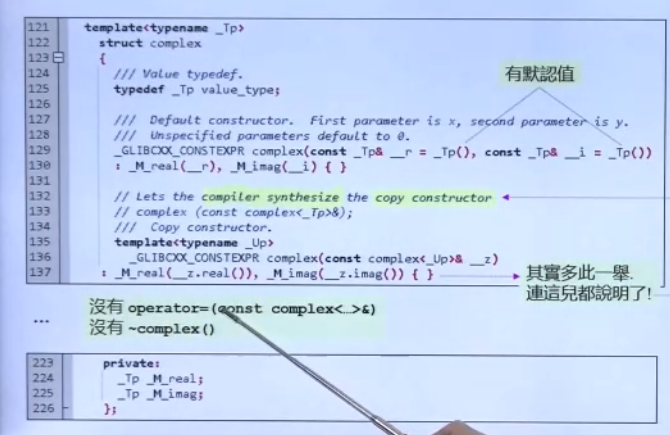 121 template<typename _Tp>
122 struct complex
123 {
124 /// Value typedef.
125 typedef _Tp value_type;
126
127 /// Default constructor. First parameter is x, second parameter is y.
128 /// Unspecified parameters default to 0.
129 _GLIBCXX_CONSTEXPR complex(const _Tp& __r = _Tp(), const _Tp& __i = _Tp())
130 : _M_real(__r), _M_imag(__i) { }
131
132 // Lets the compiler synthesize the copy constructor
133 // complex (const complex<_Tp>&);
134 /// Copy constructor.
135 template<typename _Up>
136 _GLIBCXX_CONSTEXPR complex(const complex<_Up>& __z)
137 : _M_real(__z.real()), _M_imag(__z.imag()) { }
有默認值
其實多此一舉.
連這兒都說明了!
沒有 operator=(const complex<…>&)
… 沒有 ~complex()
223 private:
224 _Tp _M_real;
225 _Tp _M_imag;
226 };